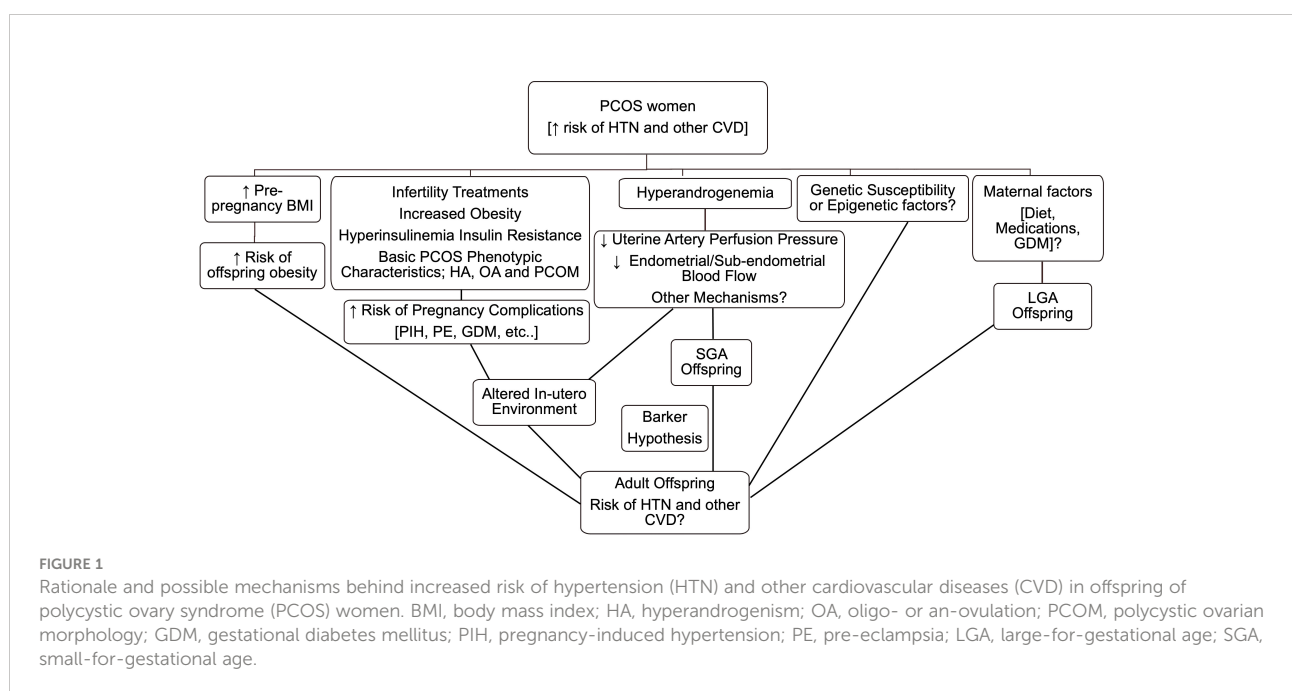 PCOS women
[↑ risk of HTN and other CVD]
↑ Pre-
pregnancy BMI
↑ Risk of
offspring obesity
Infertility Treatments
Increased Obesity
Hyperinsulinemia Insulin Resistance
Basic PCOS Phenotypic
Characteristics; HA, OA and PCOM
↑ Risk of Pregnancy Complications
[PIH, PE, GDM, etc..]
Hyperandrogenemia
↓ Uterine Artery Perfusion Pressure
↓ Endometrial/Sub-endometrial
Blood Flow
Other Mechanisms?
Genetic Susceptibility
or Epigenetic factors?
Maternal factors
[Diet,
Medications,
GDM]?
LGA
Offspring
SGA
Offspring
Altered In-utero
Environment
Barker
Hypothesis
Adult Offspring
Risk of HTN and other
CVD?
FIGURE 1
Rationale and possible mechanisms behind increased risk of hypertension (HTN) and other cardiovascular diseases (CVD) in offspring of
polycystic ovary syndrome (PCOS) women. BMI, body mass index; HA, hyperandrogenism; OA, oligo- or an-ovulation; PCOM, polycystic ovarian
morphology; GDM, gestational diabetes mellitus; PIH, pregnancy-induced hypertension; PE, pre-eclampsia; LGA, large-for-gestational age; SGA,
small-for-gestational age.